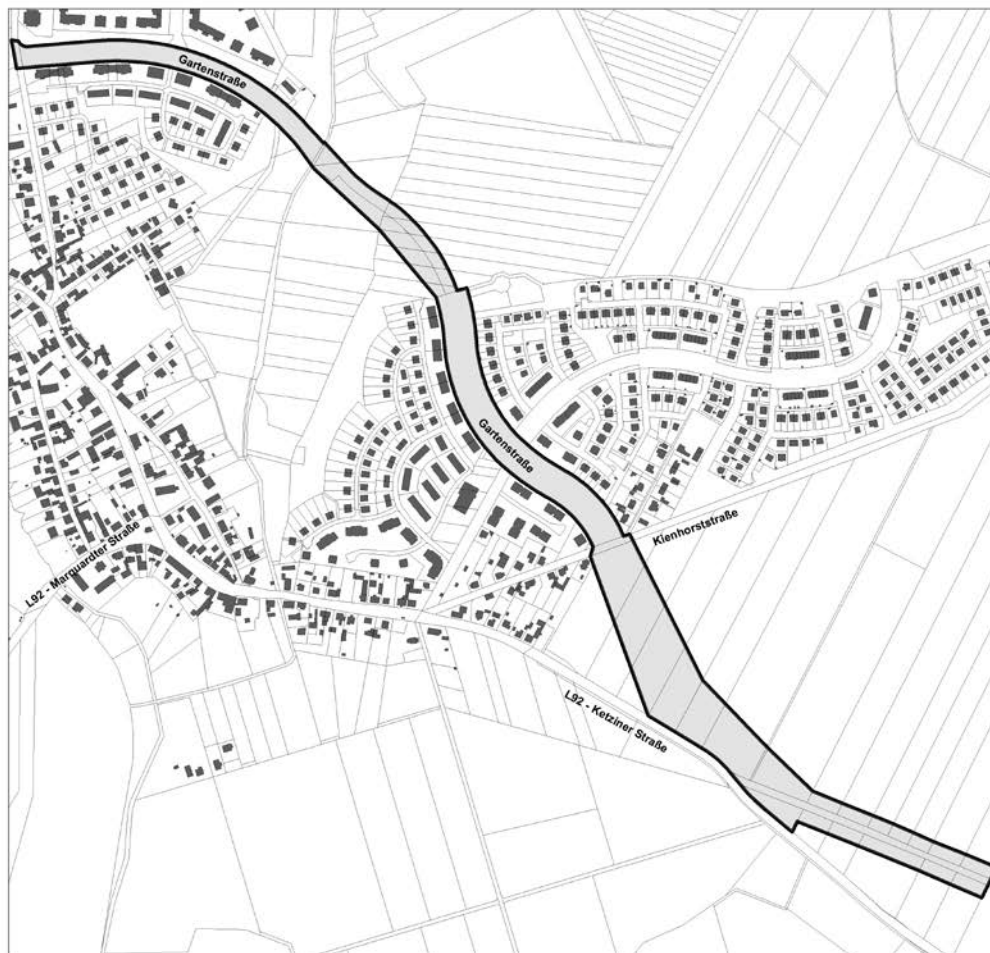 Gartenstraße
Gartenstraße
Kienhorststraße
L92 - Marquardter Straße
L92 - Ketziner Straße